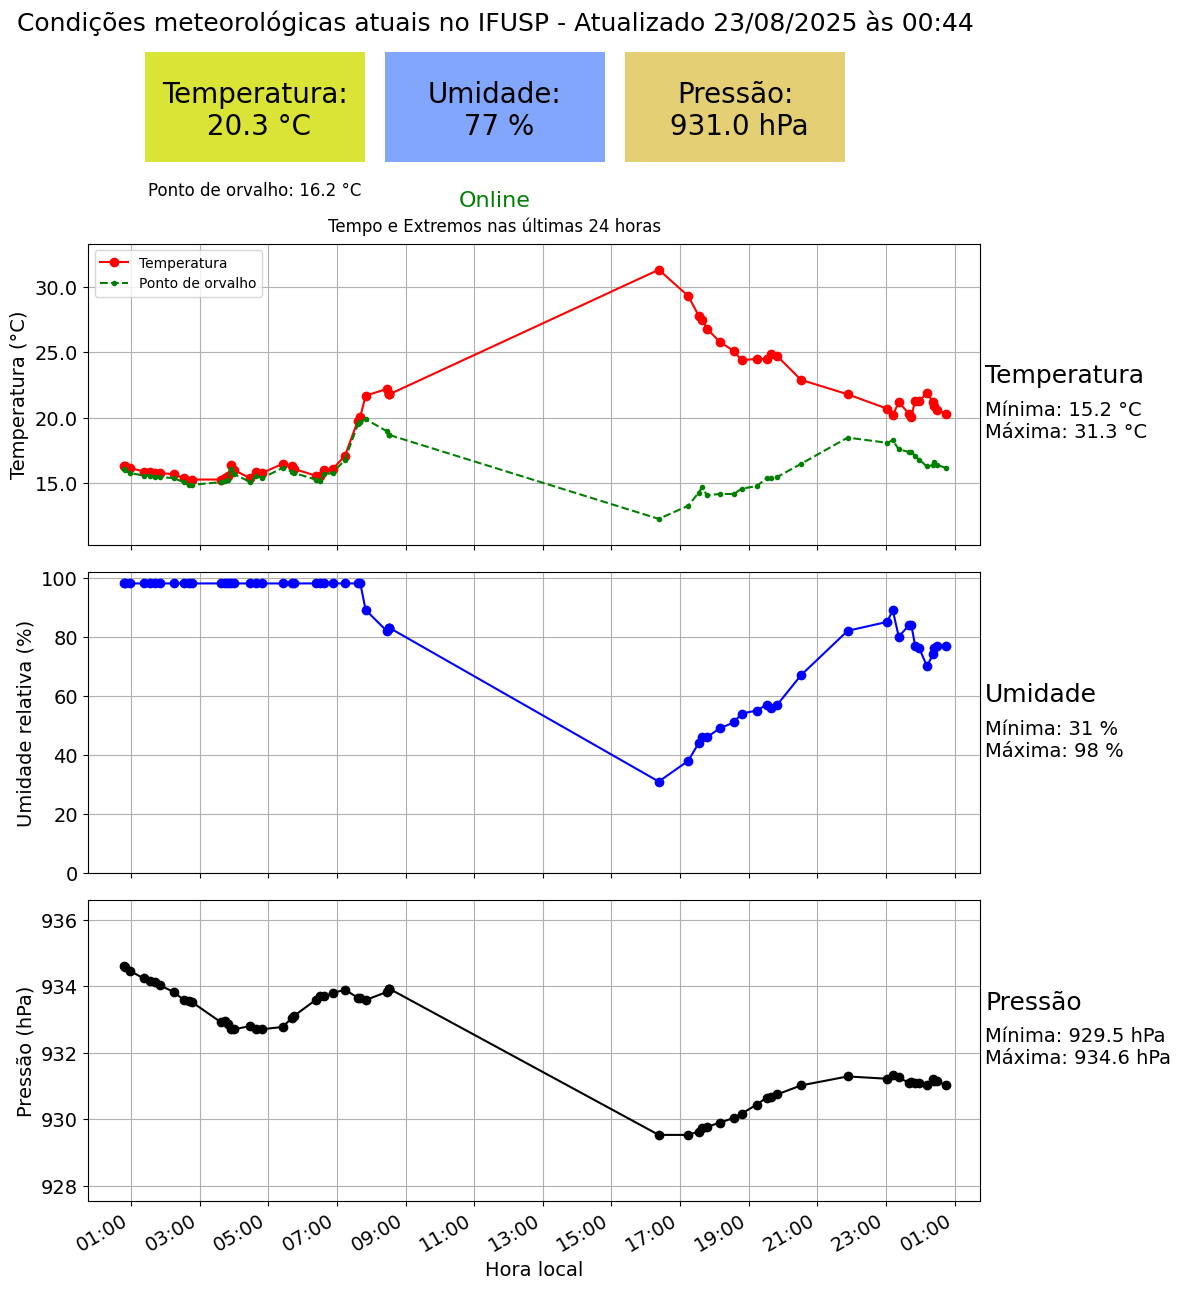 Condições meteorológicas atuais no IFUSP - Atualizado 23/08/2025 às 00:44
Temperatura:
20.3 °C
Umidade:
77 %
Pressão:
931.0 hPa
Ponto de orvalho: 16.2 °C
Online
Tempo e Extremos nas últimas 24 horas
Temperatura
Ponto de orvalho
Temperatura (°C)
30.0
25.0
20.0
15.0
Temperatura
Mínima: 15.2 °C
Máxima: 31.3 °C
Umidade relativa (%)
100
80
60
40
20
0
Umidade
Mínima: 31 %
Máxima: 98 %
Pressão (hPa)
936
934
932
930
928
Pressão
Mínima: 929.5 hPa
Máxima: 934.6 hPa
01:00 03:00 05:00 07:00 09:00 11:00 13:00 15:00 17:00 19:00 21:00 23:00 01:00
Hora local